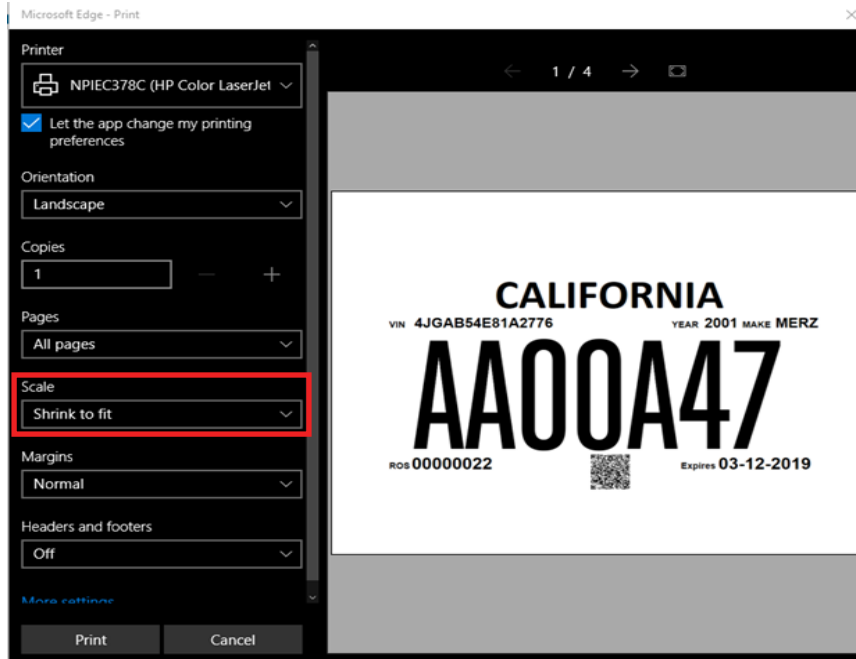 Microsoft Edge - Print
Printer
NPIEC378C (HP Color LaserJet
Let the app change my printing
preferences
Orientation
Landscape
Copies
1
Pages
All pages
Scale
Shrink to fit
Margins
Normal
Headers and footers
Off
More settings
Print Cancel
1 / 4
CALIFORNIA
VIN 4JGAB54E81A2776 YEAR 2001 MAKE MERZ
AA00A47
ROS 00000022 Expires 03-12-2019